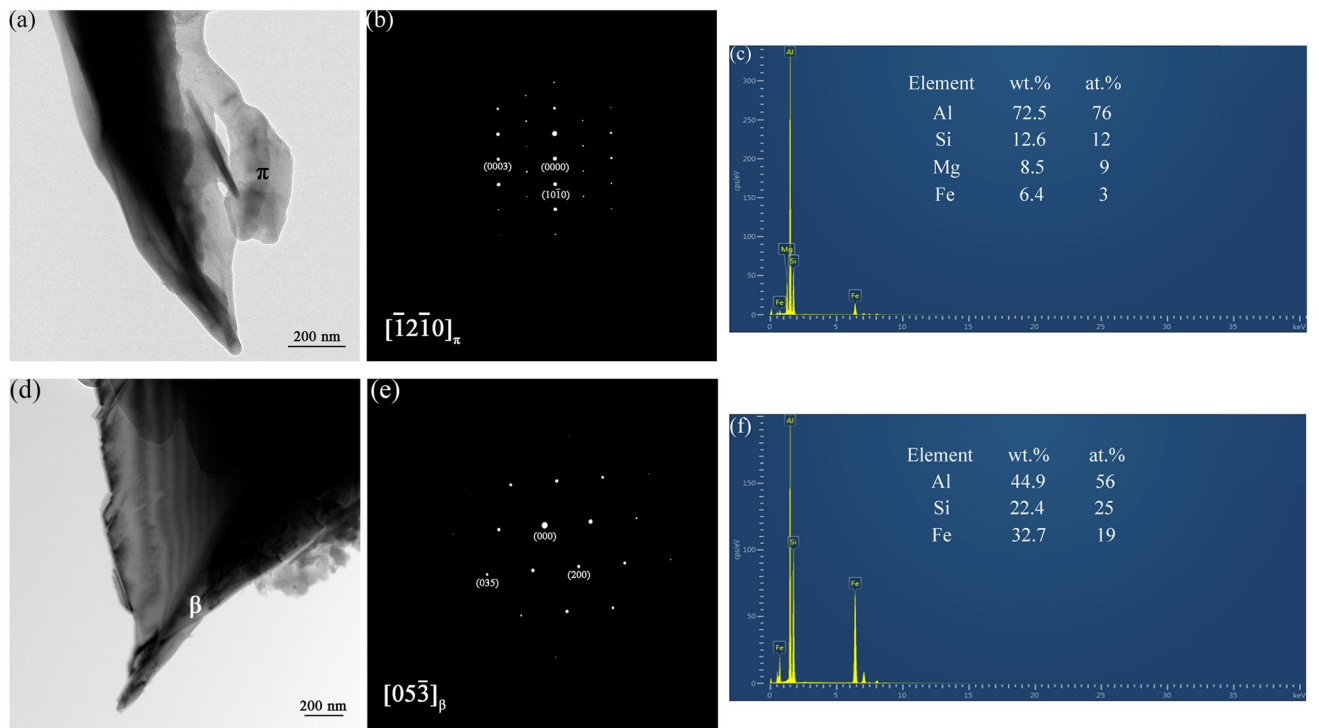 (a)
π
200 nm
(b)
(0003)
(0000)
(101̄0)
[1̄21̄0]π
(c)
Element wt.% at.%
Al 72.5 76
Si 12.6 12
Mg 8.5 9
Fe 6.4 3
Al
Mg
Si
Fe
Fe
cps/eV
300
250
200
150
100
50
0
0 5 10 15 20 25 30 35 keV
(d)
β
200 nm
(e)
(000)
(035)
(200)
[053̄]β
(f)
Element wt.% at.%
Al 44.9 56
Si 22.4 25
Fe 32.7 19
Al
Si
Fe
Fe
cps/eV
150
100
50
0
0 5 10 15 20 25 30 35 keV